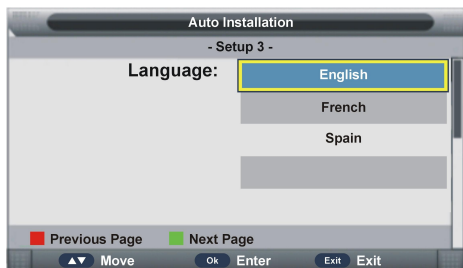 Auto Installation
- Setup 3 -
Language:
English
French
Spain
Previous Page Next Page
▲▼ Move Ok Enter Exit Exit